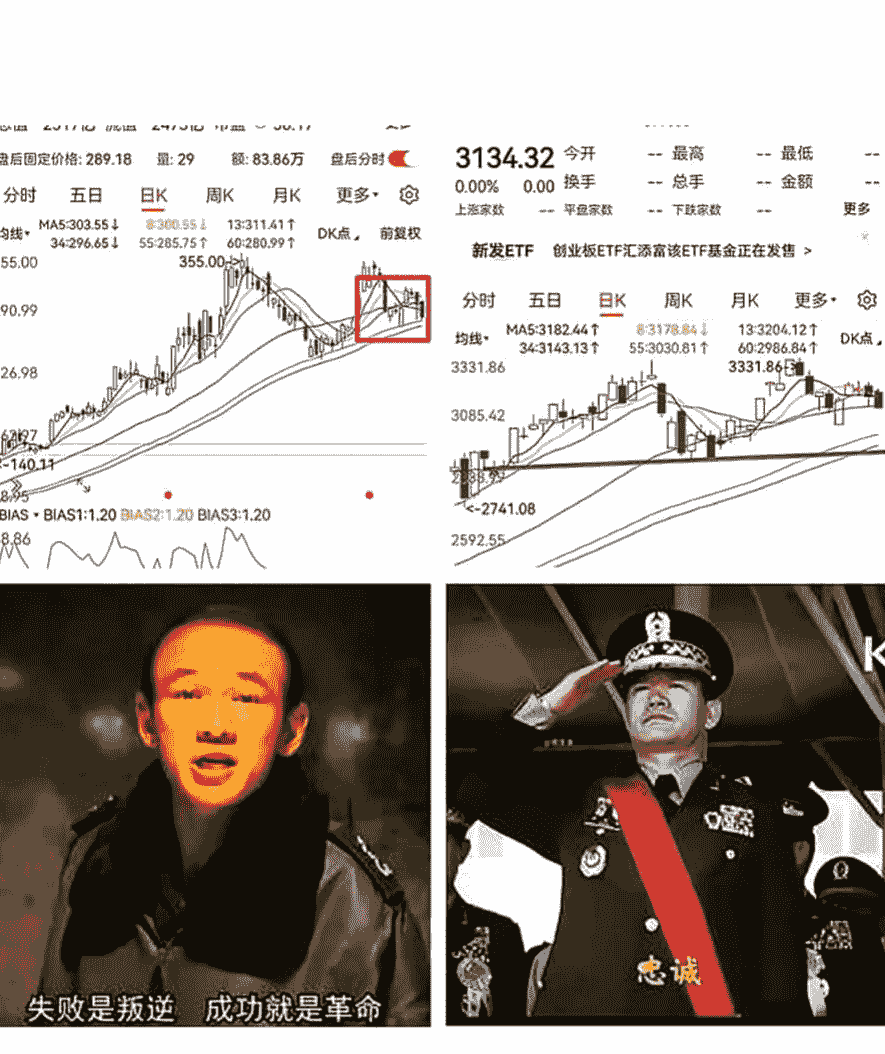 盘后固定价格: 289.18 量: 29 额: 83.86万 盘后分时
分时 五日 日K 周K 月K 更多
均线 MA5:303.55↓ 8:300.55↓ 13:311.41↑
34:296.65↓ 55:285.75↑ 60:280.99↑
DK点 前复权
55.00
355.00
90.99
26.98
-140.11
BIAS BIAS1:1.20 BIAS2:1.20 BIAS3:1.20
8.86
3134.32 今开 -- 最高 -- 最低 --
0.00% 0.00 换手 -- 总手 -- 金额 --
上涨家数 -- 平盘家数 -- 下跌家数 -- 更多
新发ETF 创业板ETF汇添富该ETF基金正在发售 >
分时 五日 日K 周K 月K 更多
均线 MA5:3182.44↑ 8:3178.84↓ 13:3204.12↑
34:3143.13↑ 55:3030.81↑ 60:2986.84↑
DK点
3331.86
3331.86
3085.42
<-2741.08
2592.55
失败是叛逆 成功就是革命
K
忠诚